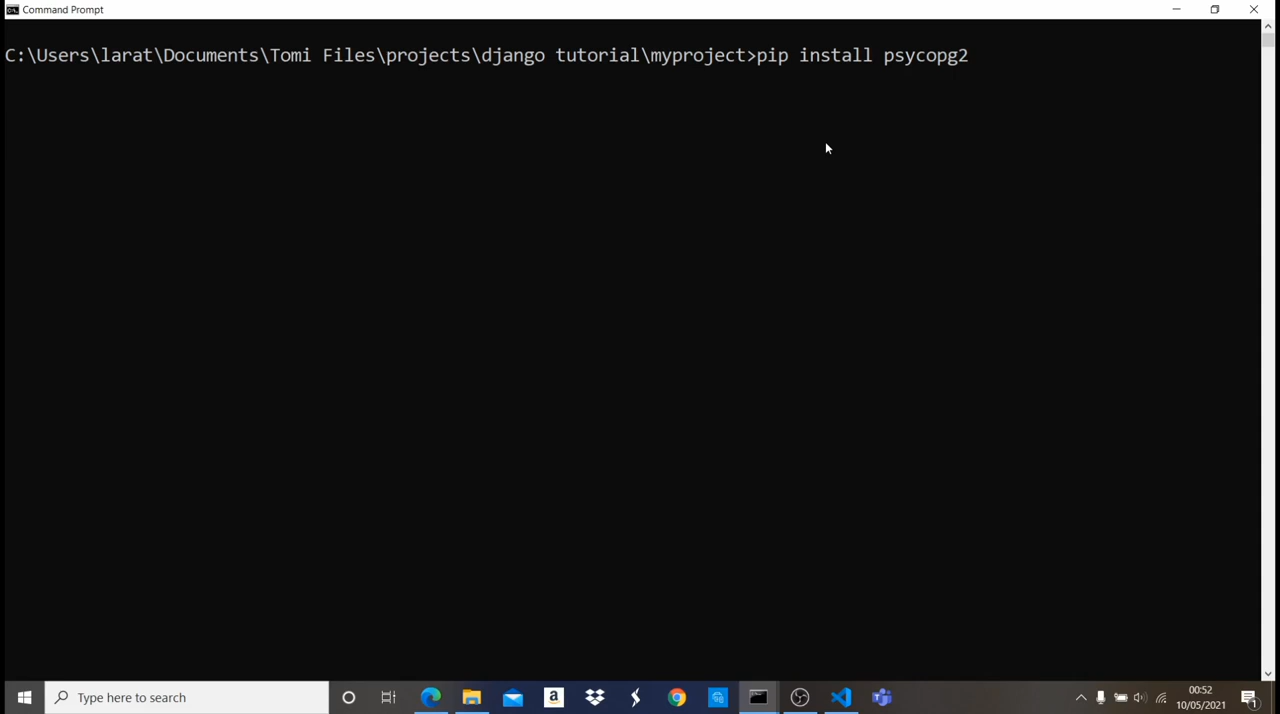 Command Prompt
C:\Users\larat\Documents\Tomi Files\projects\django tutorial\myproject>pip install psycopg2
Type here to search
00:52
10/05/2021
1